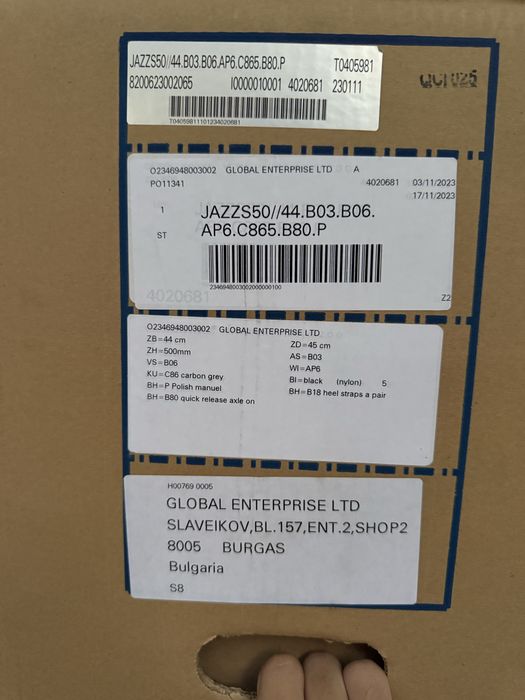 JAZZS50//44.B03.B06.AP6.C865.B80.P T0405981
8200623002065 I0000010001 4020681 230111
T04059811101234020681
O2346948003002 GLOBAL ENTERPRISE LTD A
PO11341 4020681 03/11/2023
17/11/2023
1 JAZZS50//44.B03.B06.
ST AP6.C865.B80.P
2346948003002000000100
4020681 Z2
O2346948003002 GLOBAL ENTERPRISE LTD
ZB=44 cm ZD=45 cm
ZH=500mm AS=B03
VS=B06 WI=AP6
KU=C86 carbon grey BI=black (nylon) 5
BH=P Polish manuel BH=B18 heel straps a pair
BH=B80 quick release axle on
H00769 0005
GLOBAL ENTERPRISE LTD
SLAVEIKOV,BL.157,ENT.2,SHOP2
8005 BURGAS
Bulgaria
S8